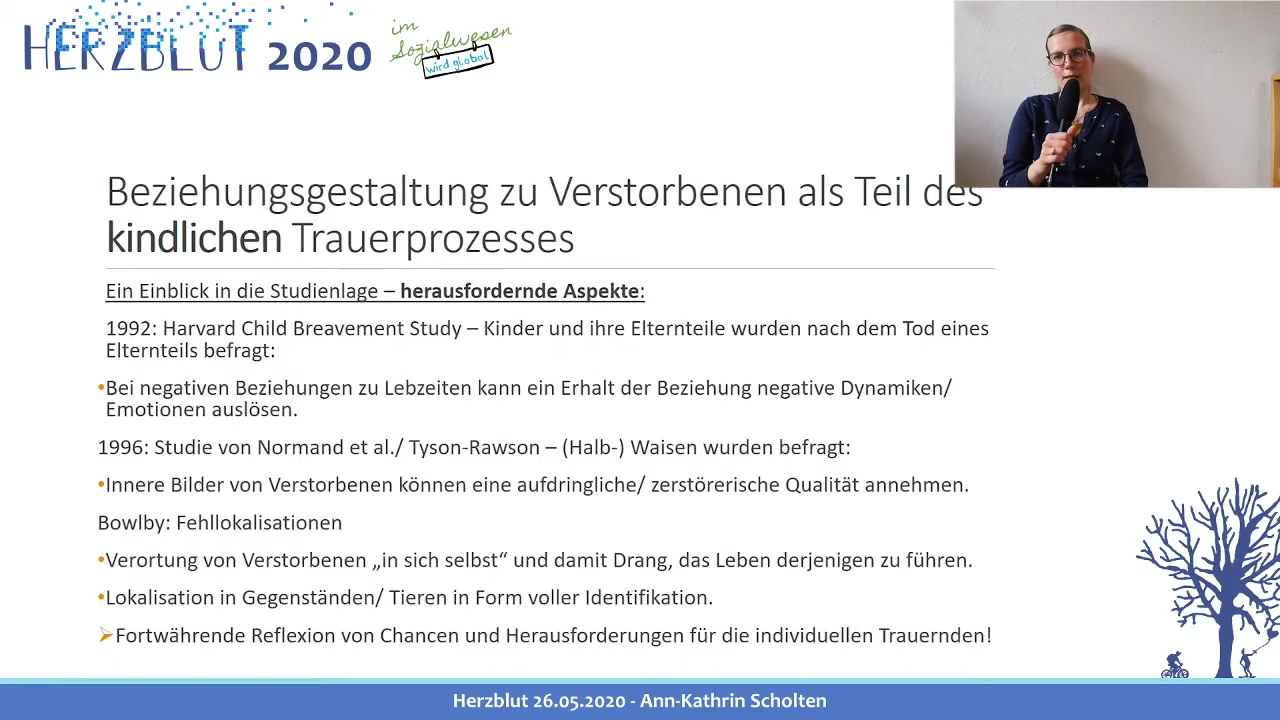 HERZBLUT 2020
im
Sozialwesen
wird global
Beziehungsgestaltung zu Verstorbenen als Teil des
kindlichen Trauerprozesses
Ein Einblick in die Studienlage – herausfordernde Aspekte:
1992: Harvard Child Breavement Study – Kinder und ihre Elternteile wurden nach dem Tod eines
Elternteils befragt:
•Bei negativen Beziehungen zu Lebzeiten kann ein Erhalt der Beziehung negative Dynamiken/
Emotionen auslösen.
1996: Studie von Normand et al./ Tyson-Rawson – (Halb-) Waisen wurden befragt:
•Innere Bilder von Verstorbenen können eine aufdringliche/ zerstörerische Qualität annehmen.
Bowlby: Fehllokalisationen
•Verortung von Verstorbenen „in sich selbst“ und damit Drang, das Leben derjenigen zu führen.
•Lokalisation in Gegenständen/ Tieren in Form voller Identifikation.
➢Fortwährende Reflexion von Chancen und Herausforderungen für die individuellen Trauernden!
Herzblut 26.05.2020 - Ann-Kathrin Scholten